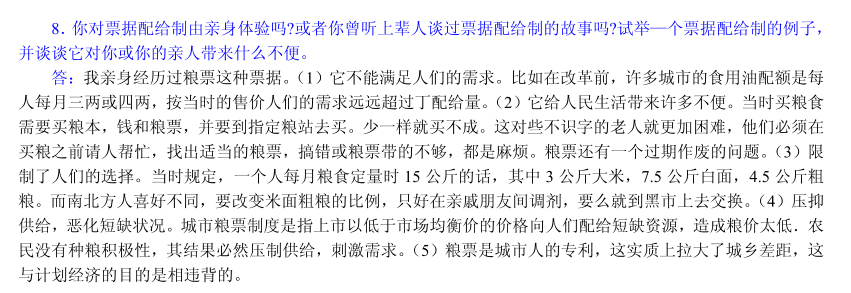 8．你对票据配给制由亲身体验吗?或者你曾听上辈人谈过票据配给制的故事吗?试举一个票据配给制的例子，
并谈谈它对你或你的亲人带来什么不便。
答：我亲身经历过粮票这种票据。（1）它不能满足人们的需求。比如在改革前，许多城市的食用油配额是每
人每月三两或四两，按当时的售价人们的需求远远超过丁配给量。（2）它给人民生活带来许多不便。当时买粮食
需要买粮本，钱和粮票，并要到指定粮站去买。少一样就买不成。这对些不识字的老人就更加困难，他们必须在
买粮之前请人帮忙，找出适当的粮票，搞错或粮票带的不够，都是麻烦。粮票还有一个过期作废的问题。（3）限
制了人们的选择。当时规定，一个人每月粮食定量时 15 公斤的话，其中 3 公斤大米，7.5 公斤白面，4.5 公斤粗
粮。而南北方人喜好不同，要改变米面粗粮的比例，只好在亲戚朋友间调剂，要么就到黑市上去交换。（4）压抑
供给，恶化短缺状况。城市粮票制度是指上市以低于市场均衡价的价格向人们配给短缺资源，造成粮价太低．农
民没有种粮积极性，其结果必然压制供给，刺激需求。（5）粮票是城市人的专利，这实质上拉大了城乡差距，这
与计划经济的目的是相违背的。